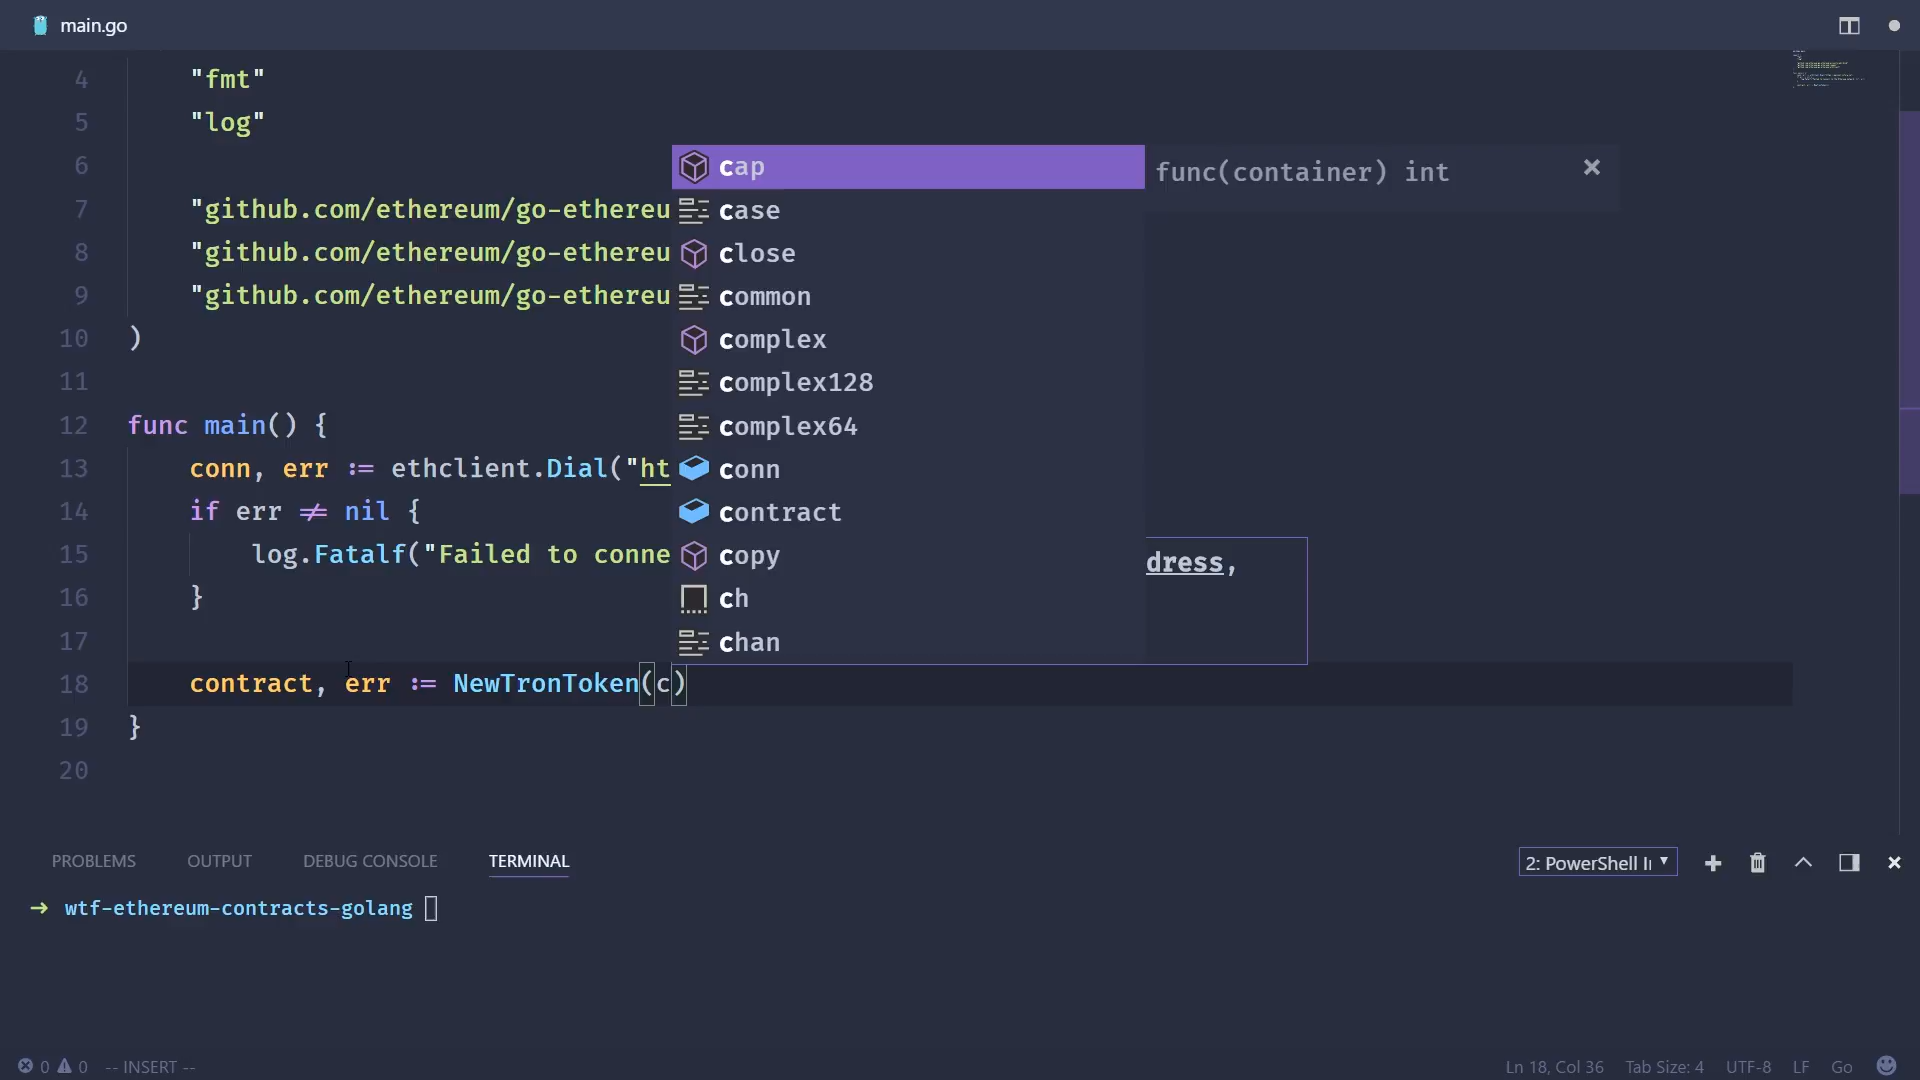 main.go
4 "fmt"
5 "log"
6
7 "github.com/ethereum/go-ethereu
8 "github.com/ethereum/go-ethereu
9 "github.com/ethereum/go-ethereu
10 )
11
12 func main() {
13 conn, err := ethclient.Dial("ht
14 if err ≠ nil {
15 log.Fatalf("Failed to conne
16 }
17
18 contract, err := NewTronToken(c)
19 }
20
cap func(container) int
case
close
common
complex
complex128
complex64
conn
contract
copy
ch
chan
dress,
PROBLEMS OUTPUT DEBUG CONSOLE TERMINAL 2: PowerShell I
→ wtf-ethereum-contracts-golang
0 0 -- INSERT -- Ln 18, Col 36 Tab Size: 4 UTF-8 LF Go